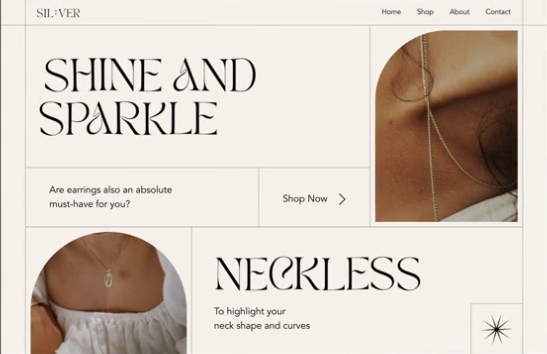 SIL:VER
Home Shop About Contact
SHINE AND
SPARKLE
Are earrings also an absolute
must-have for you?
Shop Now
NECKLESS
To highlight your
neck shape and curves